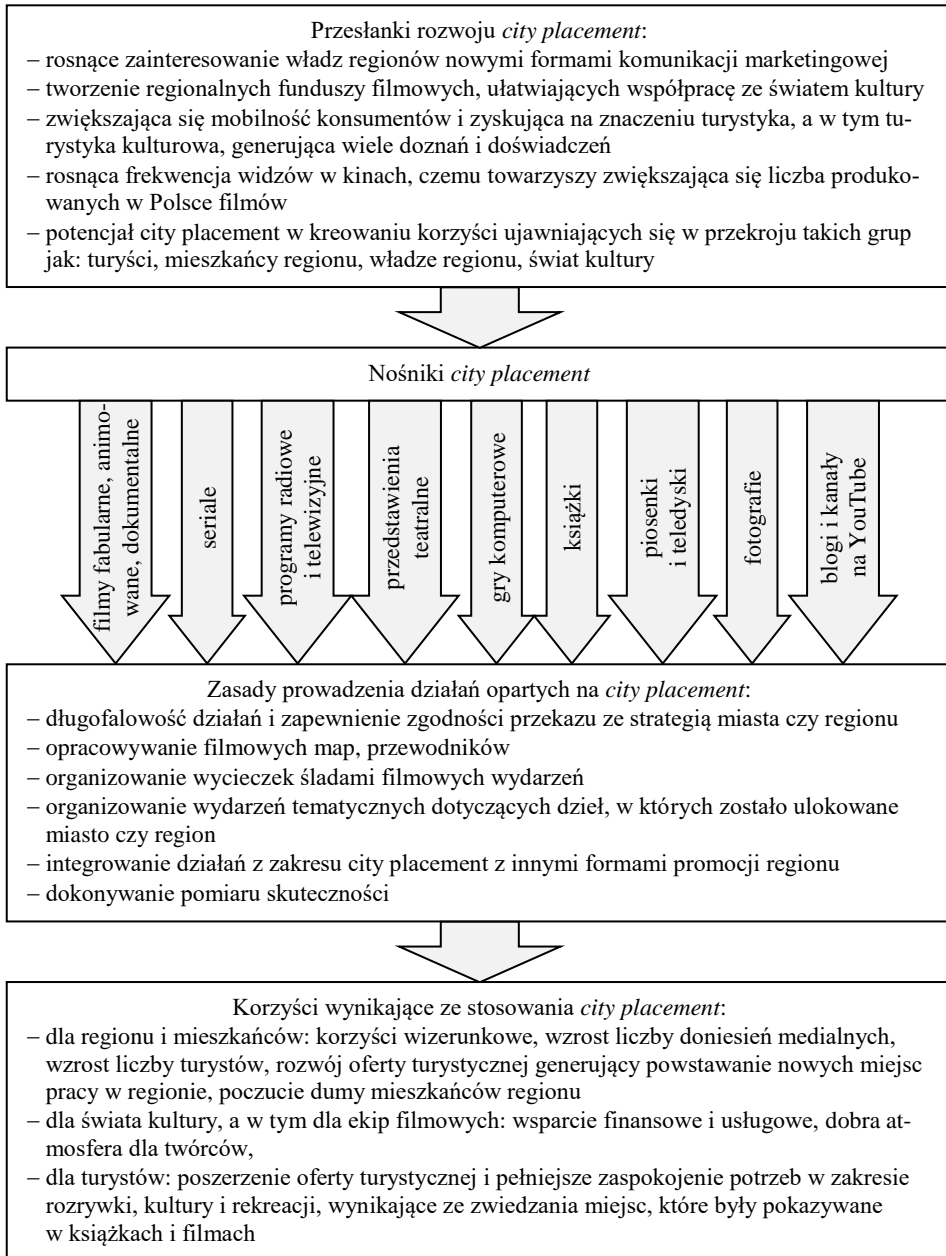 Przesłanki rozwoju city placement:
– rosnące zainteresowanie władz regionów nowymi formami komunikacji marketingowej
– tworzenie regionalnych funduszy filmowych, ułatwiających współpracę ze światem kultury
– zwiększająca się mobilność konsumentów i zyskująca na znaczeniu turystyka, a w tym tu-
rystyka kulturowa, generująca wiele doznań i doświadczeń
– rosnąca frekwencja widzów w kinach, czemu towarzyszy zwiększająca się liczba produko-
wanych w Polsce filmów
– potencjał city placement w kreowaniu korzyści ujawniających się w przekroju takich grup
jak: turyści, mieszkańcy regionu, władze regionu, świat kultury
Nośniki city placement
filmy fabularne, animo-
wane, dokumentalne
seriale
programy radiowe
i telewizyjne
przedstawienia
teatralne
gry komputerowe
książki
piosenki
i teledyski
fotografie
blogi i kanały
na YouTube
Zasady prowadzenia działań opartych na city placement:
– długofalowość działań i zapewnienie zgodności przekazu ze strategią miasta czy regionu
– opracowywanie filmowych map, przewodników
– organizowanie wycieczek śladami filmowych wydarzeń
– organizowanie wydarzeń tematycznych dotyczących dzieł, w których zostało ulokowane
miasto czy region
– integrowanie działań z zakresu city placement z innymi formami promocji regionu
– dokonywanie pomiaru skuteczności
Korzyści wynikające ze stosowania city placement:
– dla regionu i mieszkańców: korzyści wizerunkowe, wzrost liczby doniesień medialnych,
wzrost liczby turystów, rozwój oferty turystycznej generujący powstawanie nowych miejsc
pracy w regionie, poczucie dumy mieszkańców regionu
– dla świata kultury, a w tym dla ekip filmowych: wsparcie finansowe i usługowe, dobra at-
mosfera dla twórców,
– dla turystów: poszerzenie oferty turystycznej i pełniejsze zaspokojenie potrzeb w zakresie
rozrywki, kultury i rekreacji, wynikające ze zwiedzania miejsc, które były pokazywane
w książkach i filmach